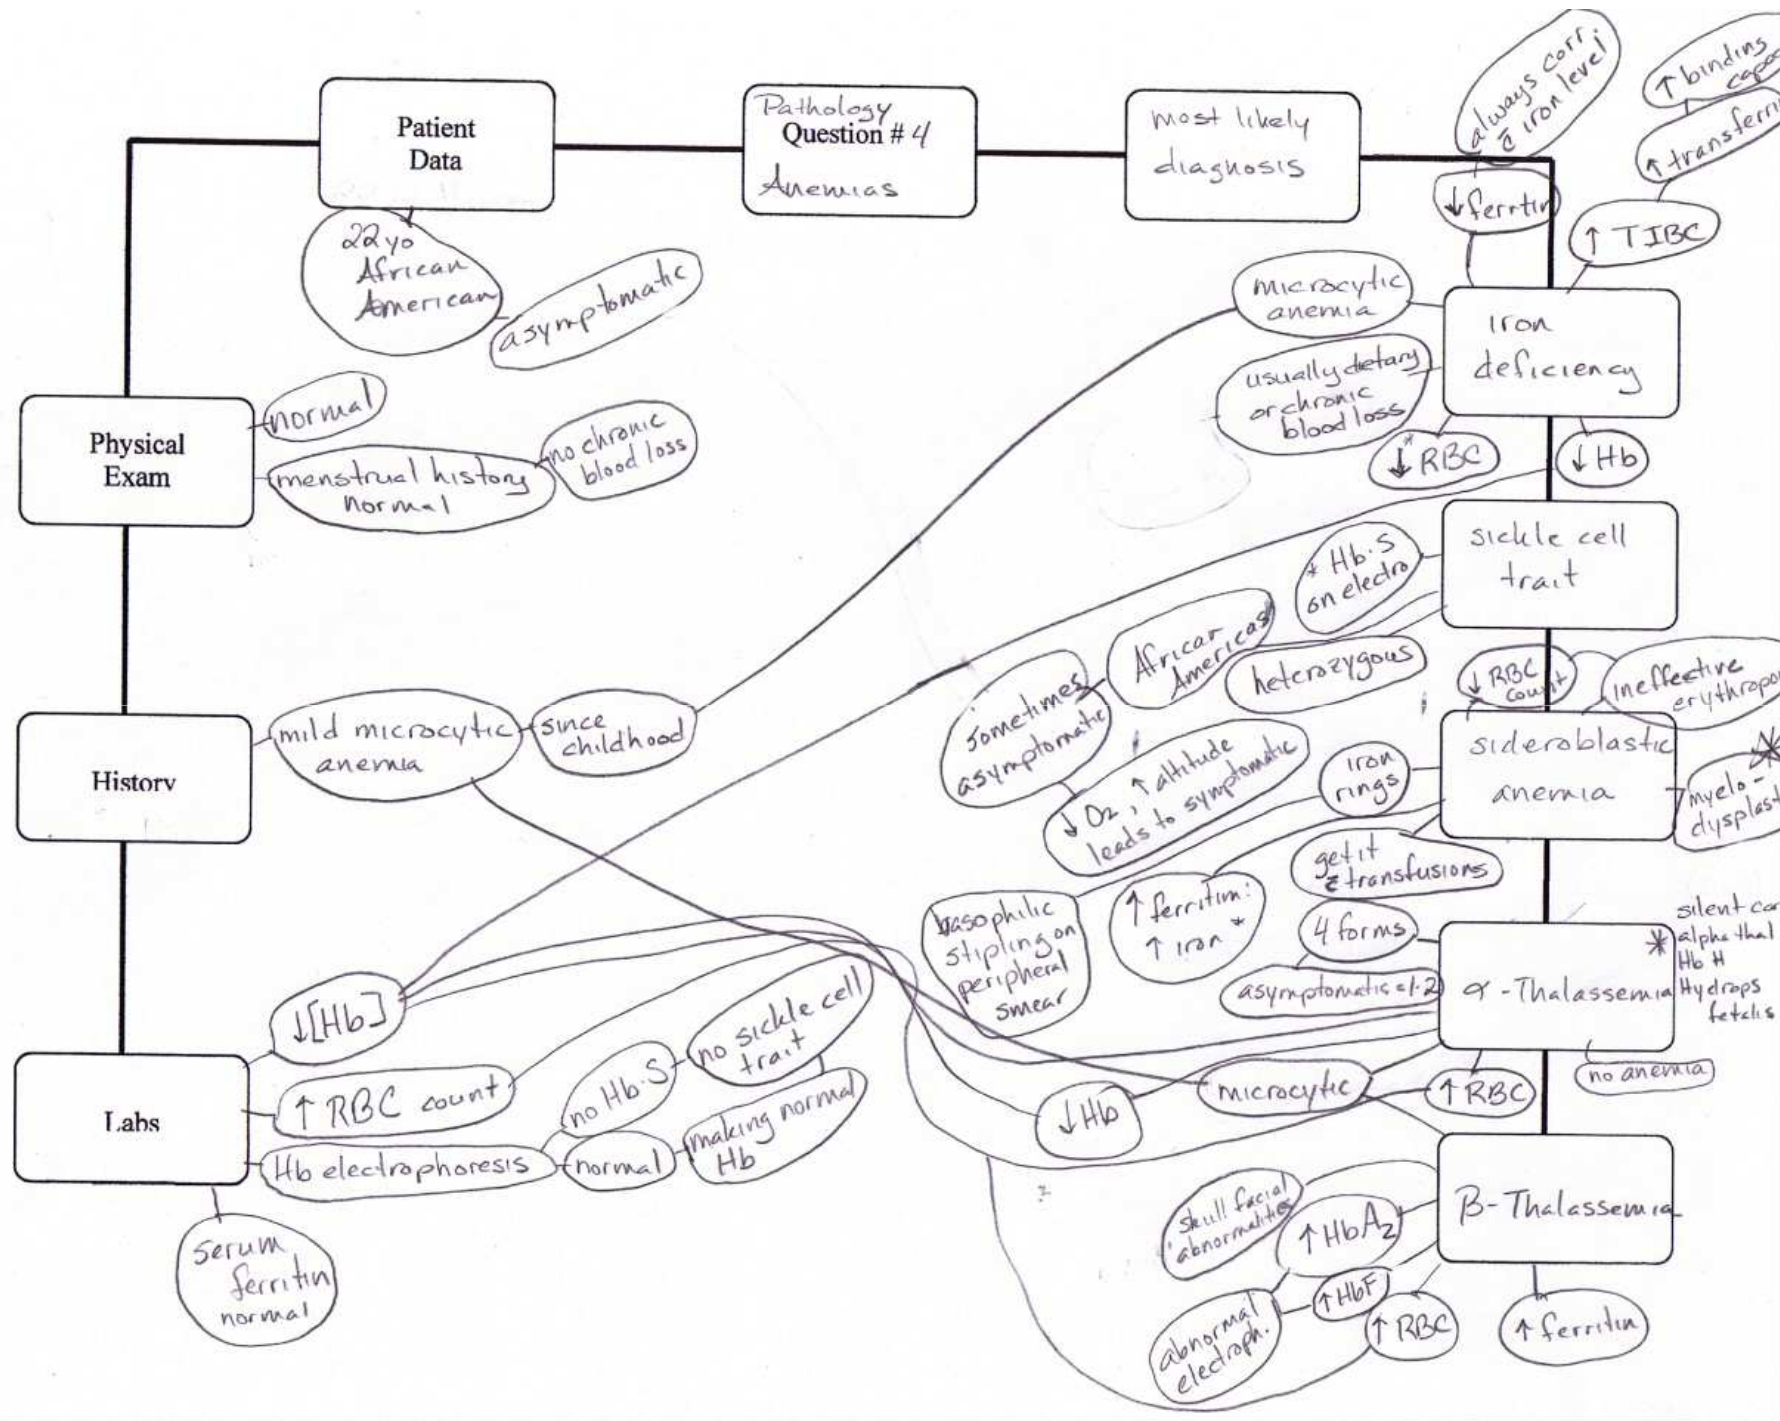 Patient
Data
22yo
African
American
asymptomatic
Pathology
Question # 4
Anemias
most likely
diagnosis
always corr.
c̄ iron level
↓ferrtin
↑ binding
↑
↑ TIBC
microcytic
anemia
usually dietary
or chronic
blood loss
iron
deficiency
*
↓ RBC
↓ Hb
Physical
Exam
normal
menstrual history
normal
no chronic
blood loss
sickle cell
trait
* Hb·S
on electro
African
Americas
heterozygous
sometimes
asymptomatic
↓ O2, ↑ altitude
leads to symptomatic
History
mild microcytic
anemia
since
childhood
sideroblastic
anemia
↓ RBC
count
ineffective
iron
rings
myelo-
get it
c̄ transfusions
↑ ferritim:
↑ iron *
basophilic
stipling on
peripheral
smear
α-Thalassemia
*
silent
alpha thal
Hb H
Hydrops
fetalis
4 forms
asymptomatic = 1-2
no anemia
Labs
↓[Hb]
↑ RBC count
Hb electrophoresis
no Hb·S
no sickle cell
trait
normal
making normal
Hb
serum
ferritin
normal
↓Hb
microcytic
↑ RBC
β-Thalassemia
skull facial
abnormalities
↑HbA2
↑HbF
abnormal
electroph.
↑ RBC
↑ ferritin